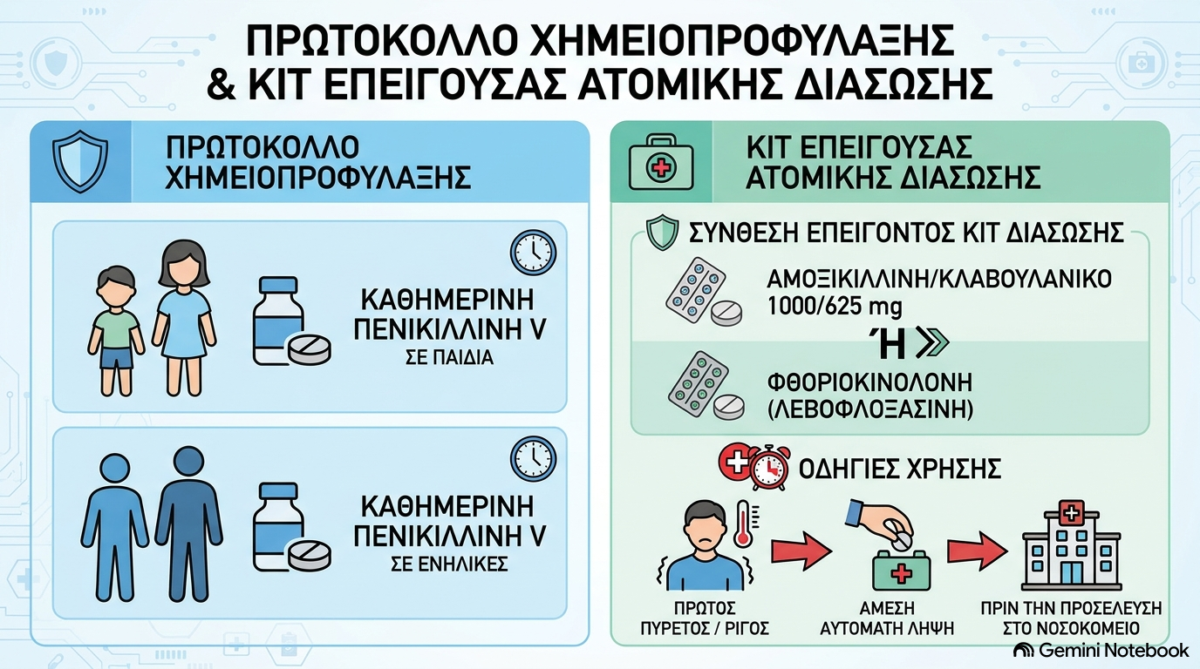 ΠΡΩΤΟΚΟΛΛΟ ΧΗΜΕΙΟΠΡΟΦΥΛΑΞΗΣ
& ΚΙΤ ΕΠΕΙΓΟΥΣΑΣ ΑΤΟΜΙΚΗΣ ΔΙΑΣΩΣΗΣ
ΠΡΩΤΟΚΟΛΛΟ
ΧΗΜΕΙΟΠΡΟΦΥΛΑΞΗΣ
ΚΑΘΗΜΕΡΙΝΗ
ΠΕΝΙΚΙΛΛΙΝΗ V
ΣΕ ΠΑΙΔΙΑ
ΚΑΘΗΜΕΡΙΝΗ
ΠΕΝΙΚΙΛΛΙΝΗ V
ΣΕ ΕΝΗΛΙΚΕΣ
ΚΙΤ ΕΠΕΙΓΟΥΣΑΣ
ΑΤΟΜΙΚΗΣ ΔΙΑΣΩΣΗΣ
ΣΥΝΘΕΣΗ ΕΠΕΙΓΟΝΤΟΣ ΚΙΤ ΔΙΑΣΩΣΗΣ
ΑΜΟΞΙΚΙΛΛΙΝΗ/ΚΛΑΒΟΥΛΑΝΙΚΟ
1000/625 mg
Ή
ΦΘΟΡΙΟΚΙΝΟΛΟΝΗ
(ΛΕΒΟΦΛΟΞΑΣΙΝΗ)
ΟΔΗΓΙΕΣ ΧΡΗΣΗΣ
ΠΡΩΤΟΣ
ΠΥΡΕΤΟΣ / ΡΙΓΟΣ
ΑΜΕΣΗ
ΑΥΤΟΜΑΤΗ ΛΗΨΗ
ΠΡΙΝ ΤΗΝ ΠΡΟΣΕΛΕΥΣΗ
ΣΤΟ ΝΟΣΟΚΟΜΕΙΟ
Gemini Notebook